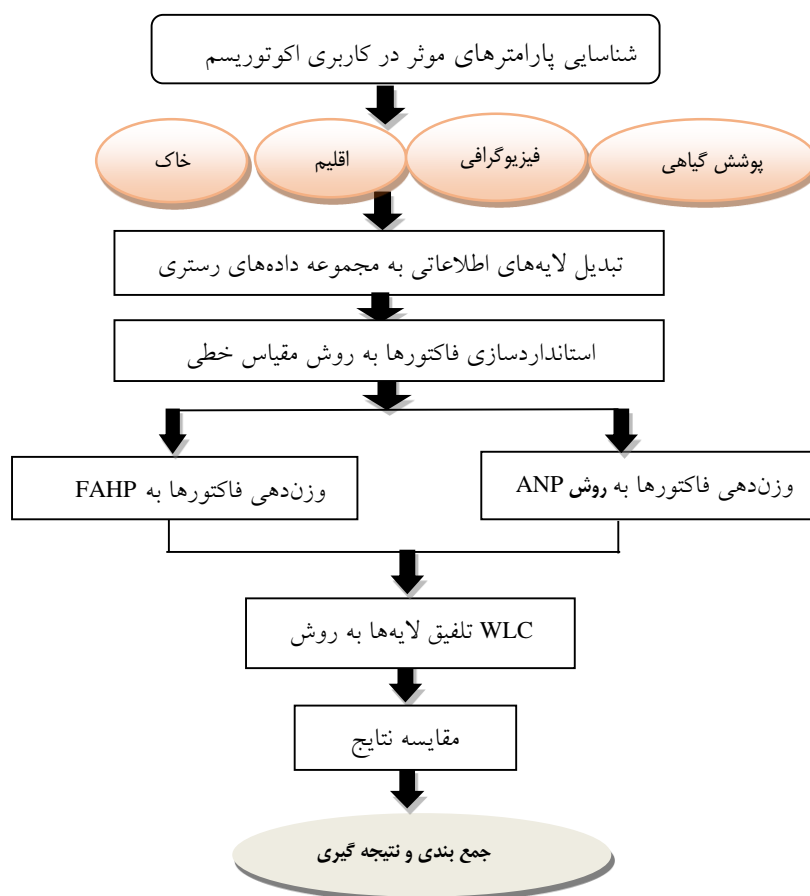 شناسایی پارامترهای موثر در کاربری اکوتوریسم
پوشش گیاهی
فیزیوگرافی
اقلیم
خاک
تبدیل لایه‌های اطلاعاتی به مجموعه داده‌های رستری
استانداردسازی فاکتورها به روش مقیاس خطی
وزن‌دهی فاکتورها به روش ANP
وزن‌دهی فاکتورها به FAHP
WLC تلفیق لایه‌ها به روش
مقایسه نتایج
جمع بندی و نتیجه گیری